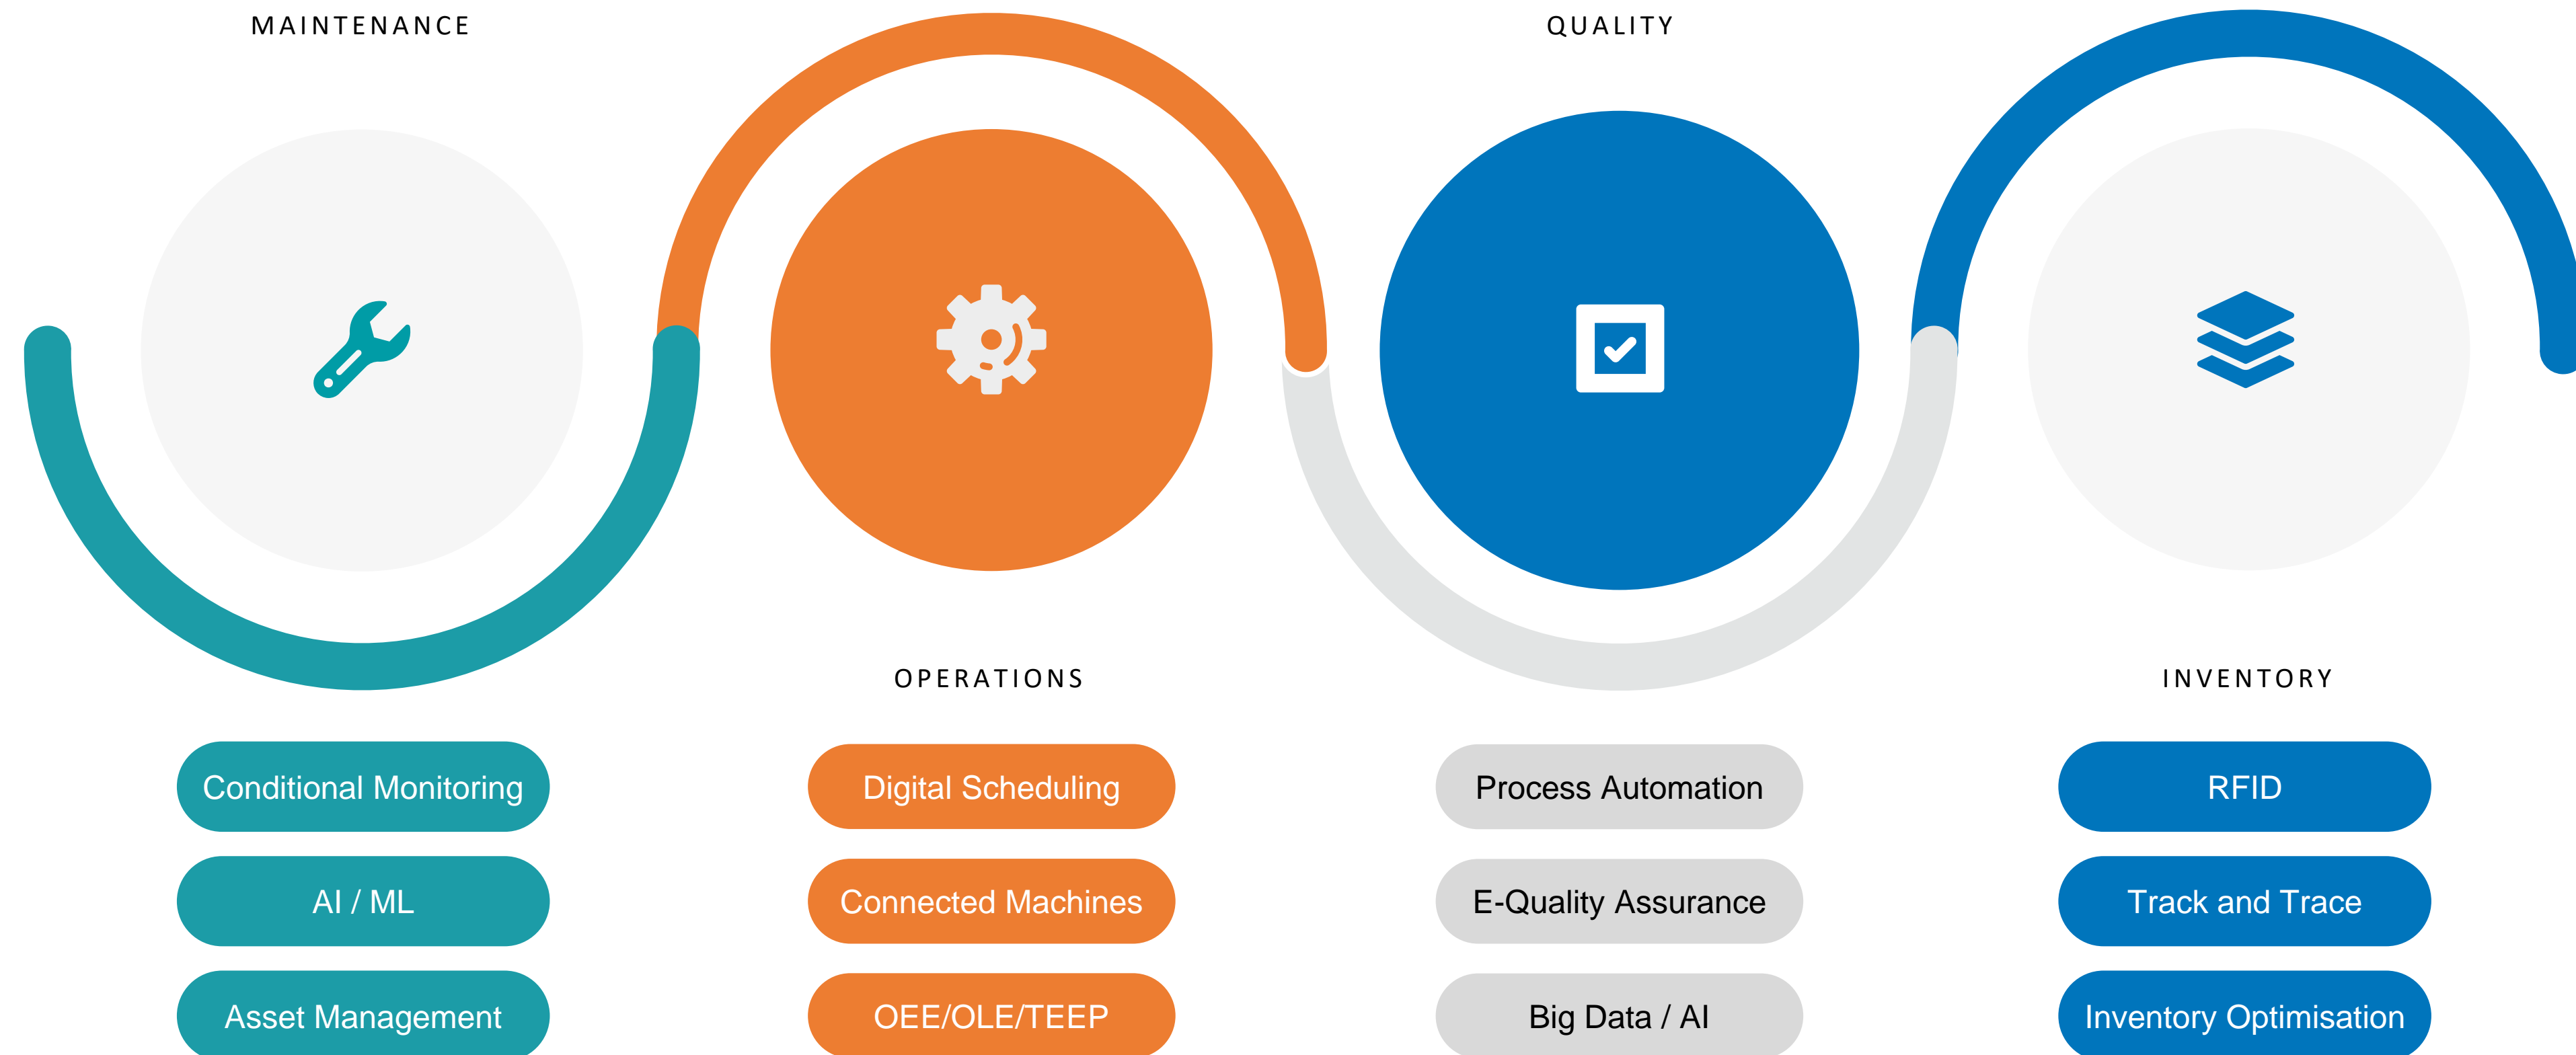 MAINTENANCE
QUALITY
OPERATIONS
INVENTORY
Conditional Monitoring
Digital Scheduling
Process Automation
RFID
AI / ML
Connected Machines
E-Quality Assurance
Track and Trace
Asset Management
OEE/OLE/TEEP
Big Data / AI
Inventory Optimisation